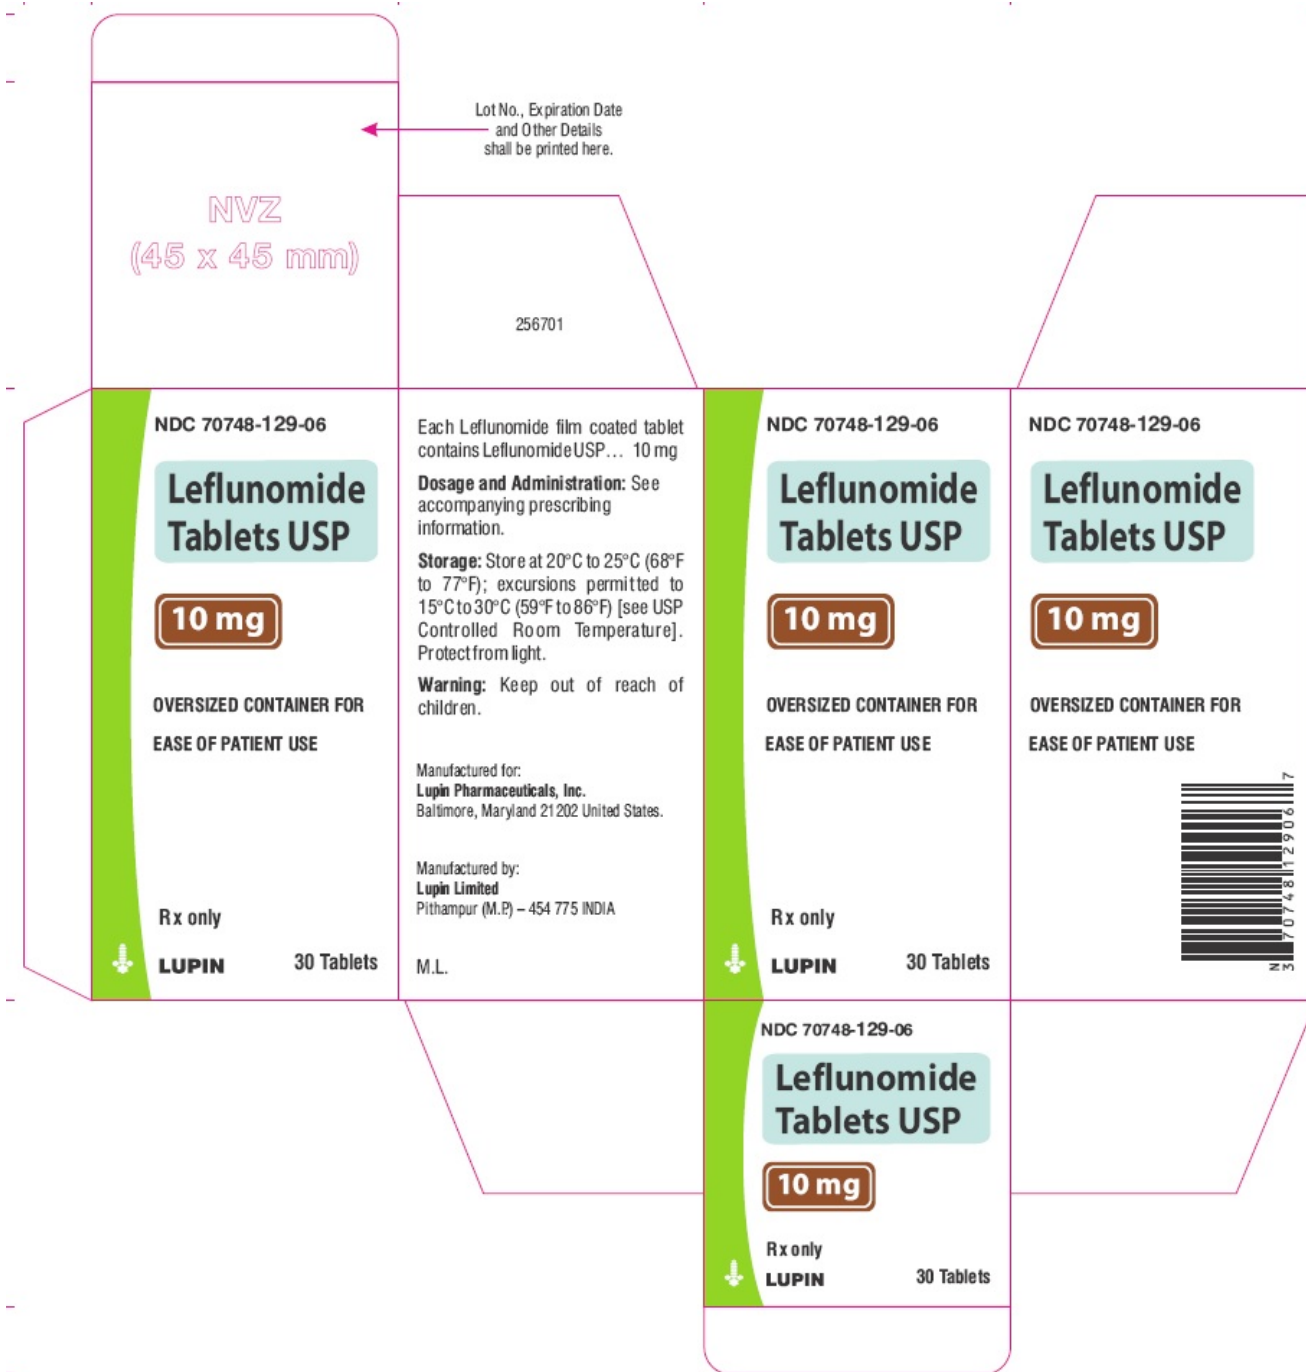 Lot No., Expiration Date
and Other Details
shall be printed here.
NVZ
(45 x 45 mm)
256701
NDC 70748-129-06
Leflunomide
Tablets USP
10 mg
OVERSIZED CONTAINER FOR
EASE OF PATIENT USE
Rx only
LUPIN 30 Tablets
Each Leflunomide film coated tablet
contains Leflunomide USP... 10 mg
Dosage and Administration: See
accompanying prescribing
information.
Storage: Store at 20°C to 25°C (68°F
to 77°F); excursions permitted to
15°C to 30°C (59°F to 86°F) [see USP
Controlled Room Temperature].
Protect from light.
Warning: Keep out of reach of
children.
Manufactured for:
Lupin Pharmaceuticals, Inc.
Baltimore, Maryland 21202 United States.
Manufactured by:
Lupin Limited
Pithampur (M.P.) – 454 775 INDIA
M.L.
NDC 70748-129-06
Leflunomide
Tablets USP
10 mg
OVERSIZED CONTAINER FOR
EASE OF PATIENT USE
Rx only
LUPIN 30 Tablets
NDC 70748-129-06
Leflunomide
Tablets USP
10 mg
OVERSIZED CONTAINER FOR
EASE OF PATIENT USE
N
3 70748 12906 7
NDC 70748-129-06
Leflunomide
Tablets USP
10 mg
Rx only
LUPIN 30 Tablets